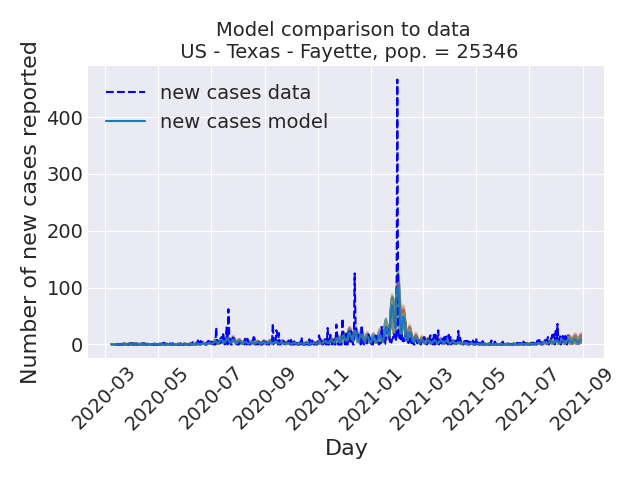 Model comparison to data
US - Texas - Fayette, pop. = 25346
Number of new cases reported
new cases data
new cases model
400
300
200
100
0
2020-03
2020-05
2020-07
2020-09
2020-11
2021-01
2021-03
2021-05
2021-07
2021-09
Day